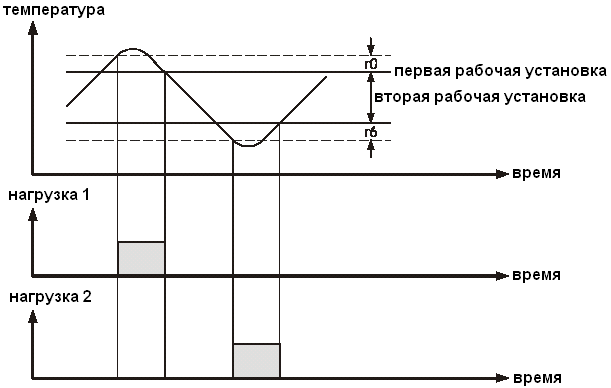 температура
r0
первая рабочая установка
вторая рабочая установка
r6
время
нагрузка 1
время
нагрузка 2
время